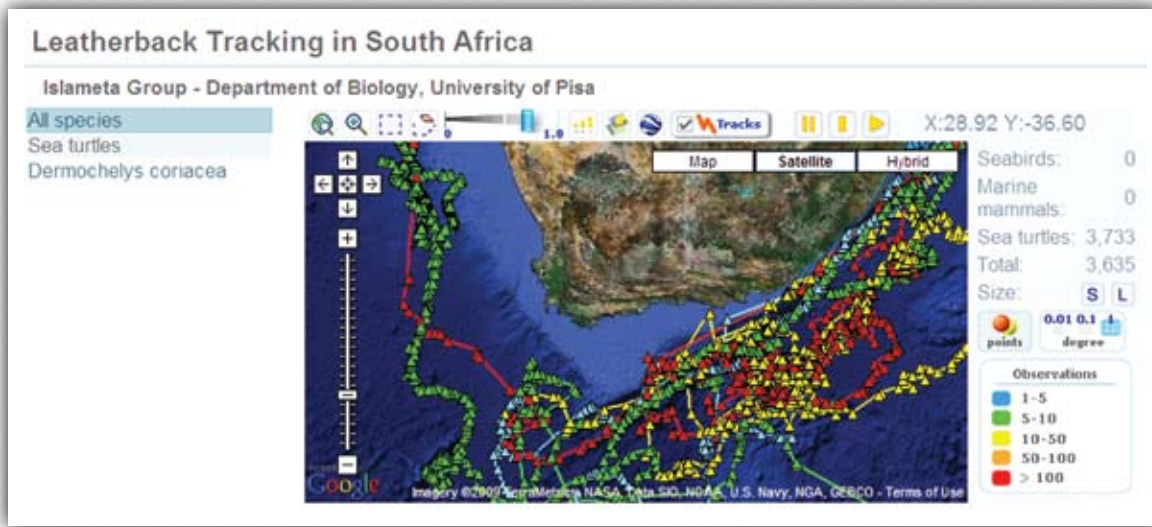 Leatherback Tracking in South Africa
Islameta Group - Department of Biology, University of Pisa
All species
Sea turtles
Dermochelys coriacea
0
1.0
Tracks
X:28.92 Y:-36.60
Map
Satellite
Hybrid
Seabirds: 0
Marine
mammals: 0
Sea turtles: 3,733
Total: 3,635
Size: S L
points
0.01 0.1 1
degree
Observations
1-5
5-10
10-50
50-100
> 100
Google
Imagery ©2009 TerraMetrics, NASA, Data SIO, NOAA, U.S. Navy, NGA, GEBCO - Terms of Use